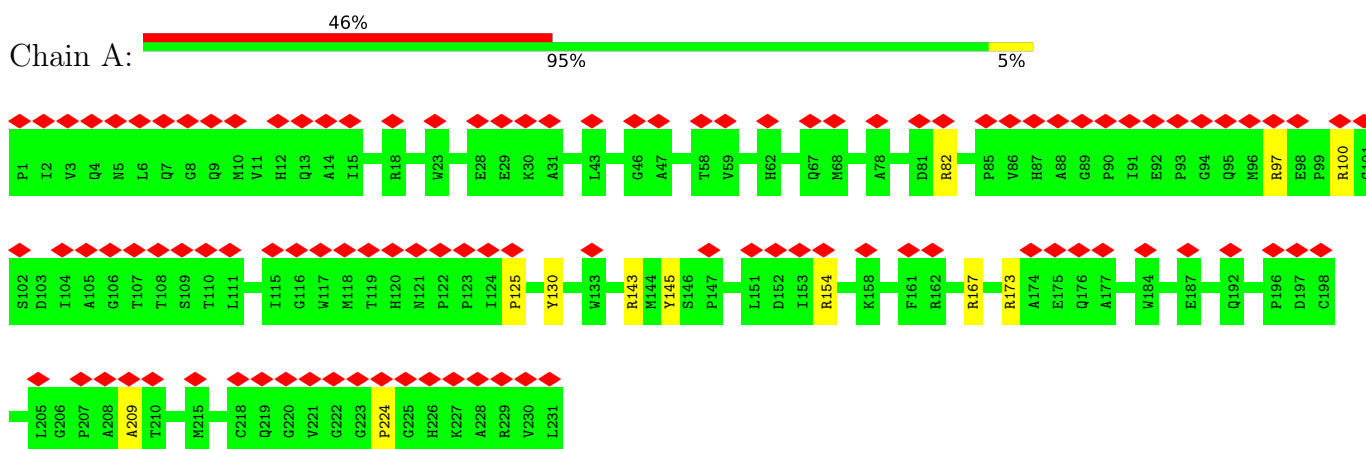 46%
Chain A:
95% 5%
P1 I2 V3 Q4 N5 L6 Q7 G8 Q9 M10 V11 H12 Q13 A14 I15 R18 W23 E28 E29 K30 A31 L43 G46 A47 T58 V59 H62 Q67 M68 A78 D81 R82 P85 V86 H87 A88 G89 P90 I91 E92 P93 G94 Q95 M96 R97 E98 P99 R100 G101
S102 D103 I104 A105 G106 T107 T108 S109 T110 L111 I115 G116 W117 M118 T119 H120 N121 P122 P123 I124 P125 Y130 W133 R143 M144 Y145 S146 P147 L151 D152 I153 R154 K158 F161 R162 R167 R173 A174 E175 Q176 A177 W184 E187 Q192 P196 D197 C198
L205 G206 P207 A208 A209 T210 M215 C218 Q219 G220 V221 G222 G223 P224 G225 H226 K227 A228 R229 V230 L231